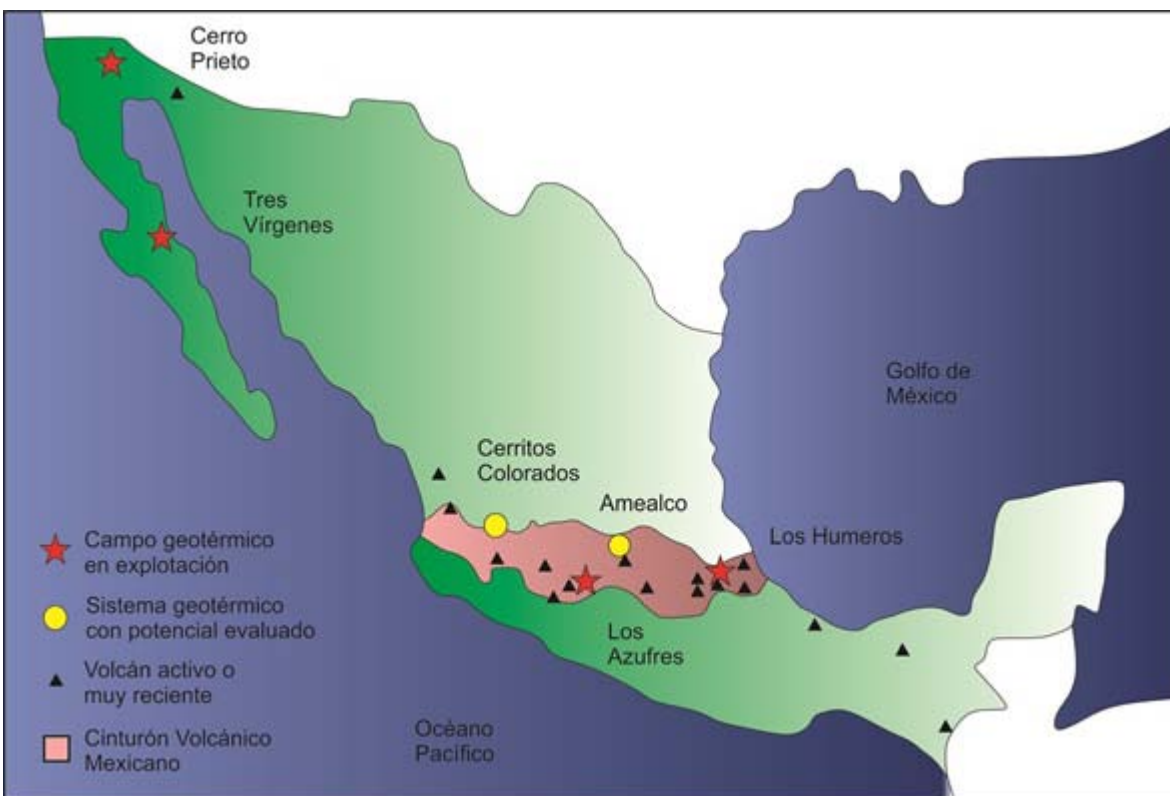 Cerro
Prieto
Tres
Vírgenes
Golfo de
México
Cerritos
Colorados
Amealco
Los Humeros
Los
Azufres
Océano
Pacífico
Campo geotérmico
en explotación
Sistema geotérmico
con potencial evaluado
Volcán activo o
muy reciente
Cinturón Volcánico
Mexicano